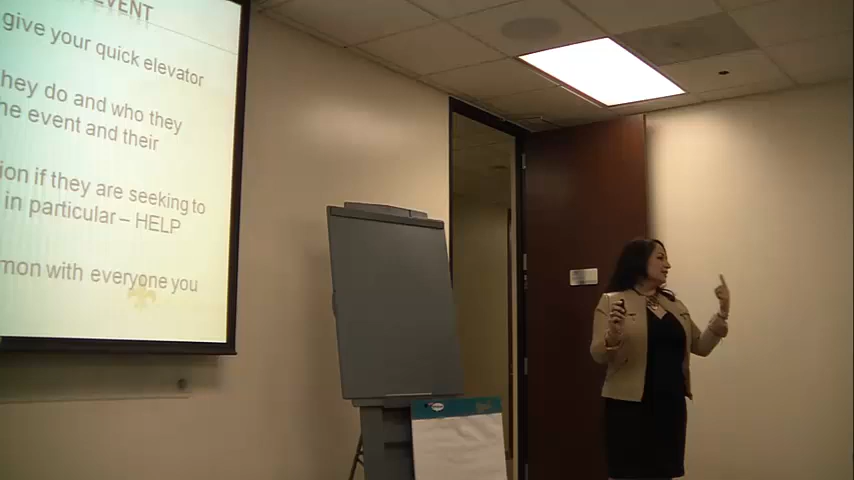 EVENT
give your quick elevator
hey do and who they
he event and their
ion if they are seeking to
in particular – HELP
mon with everyone you